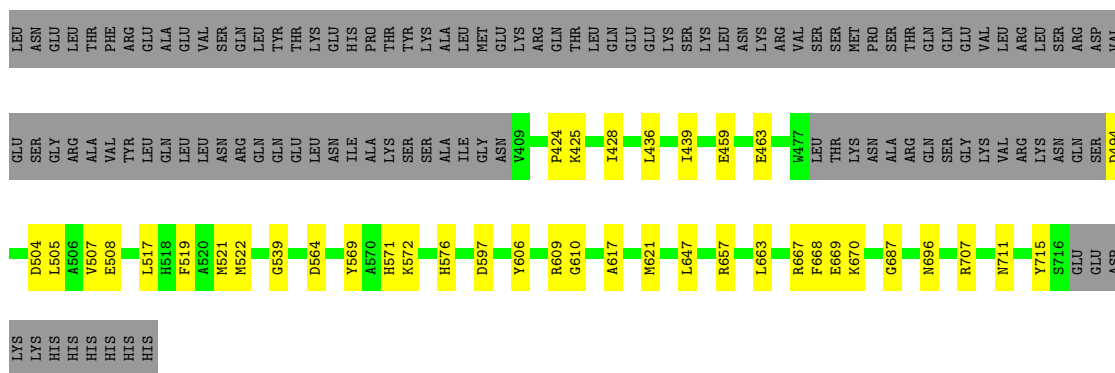 LEU ASN GLU LEU THR PHE ARG GLU ALA GLU VAL SER GLN LEU TYR THR LYS GLU HIS PRO THR TYR LYS ALA LEU MET GLU LYS ARG GLN THR LEU GLN GLU GLU LYS SER LYS LEU ASN LYS ARG VAL SER SER MET PRO SER THR GLN GLN GLU VAL LEU ARG LEU SER ARG ASP VAL
GLU SER GLY ARG ALA VAL TYR LEU GLN LEU LEU ASN ARG GLN GLN GLU LEU ASN ILE ALA LYS SER SER ALA ILE GLY ASN V409 P424 K425 I428 L436 I439 E459 E463 W477 LEU THR LYS ASN ALA ARG GLN SER GLY LYS VAL ARG LYS ASN GLN SER
D504 L505 A506 V507 E508 L517 H518 F519 A520 M521 M522 G539 D564 Y569 A570 H571 K572 H576 D597 Y606 R609 G610 A617 M621 L647 R657 L663 R667 F668 E669 K670 G687 N696 R707 N711 Y715 S716 GLU GLU ASP
LYS LYS HIS HIS HIS HIS HIS HIS